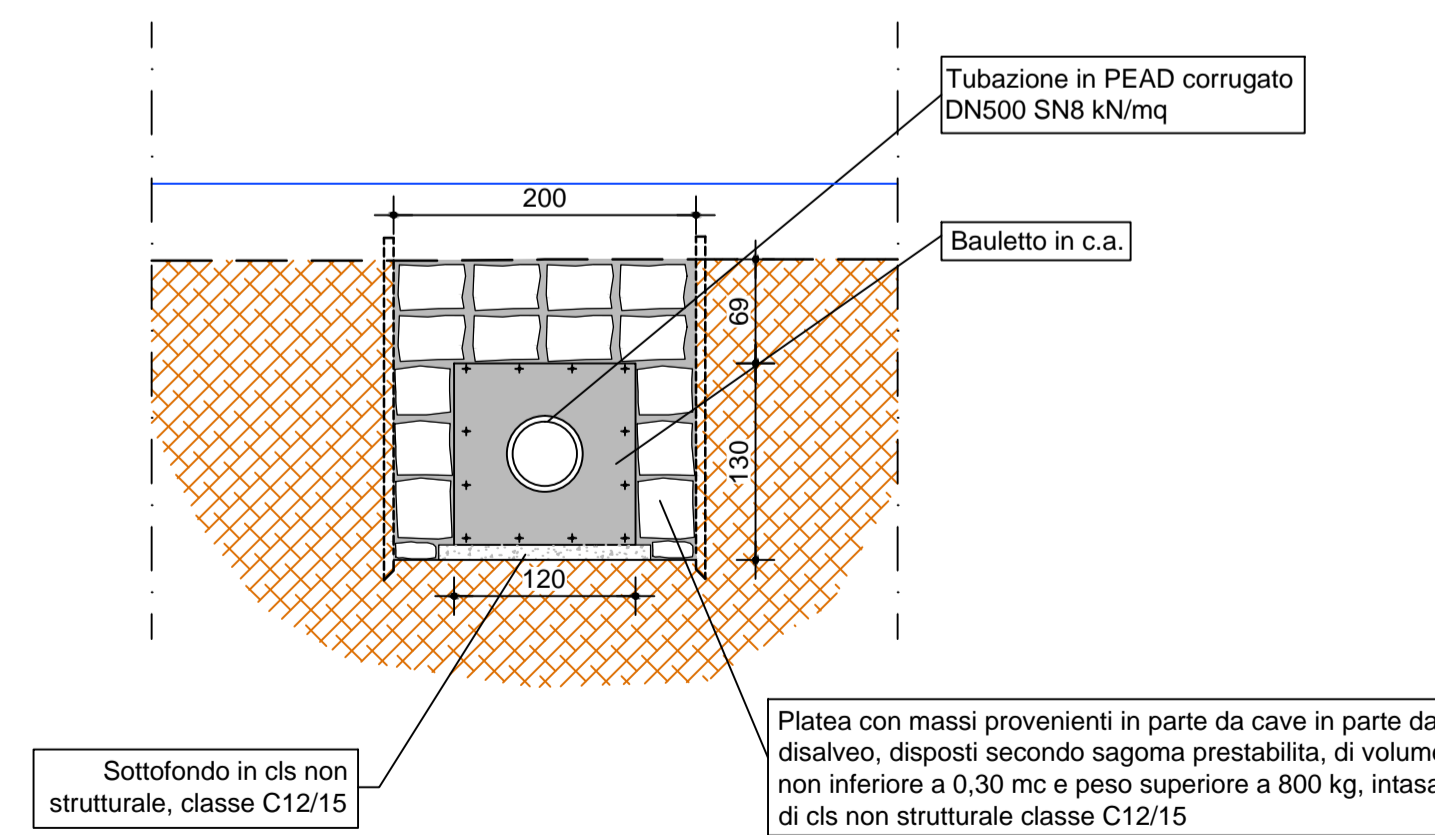 Tubazione in PEAD corrugato
DN500 SN8 kN/mq
200
Bauletto in c.a.
69
130
120
Sottofondo in cls non
strutturale, classe C12/15
Platea con massi provenienti in parte da cave in parte da
disalveo, disposti secondo sagoma prestabilita, di volume
non inferiore a 0,30 mc e peso superiore a 800 kg, intasa
di cls non strutturale classe C12/15